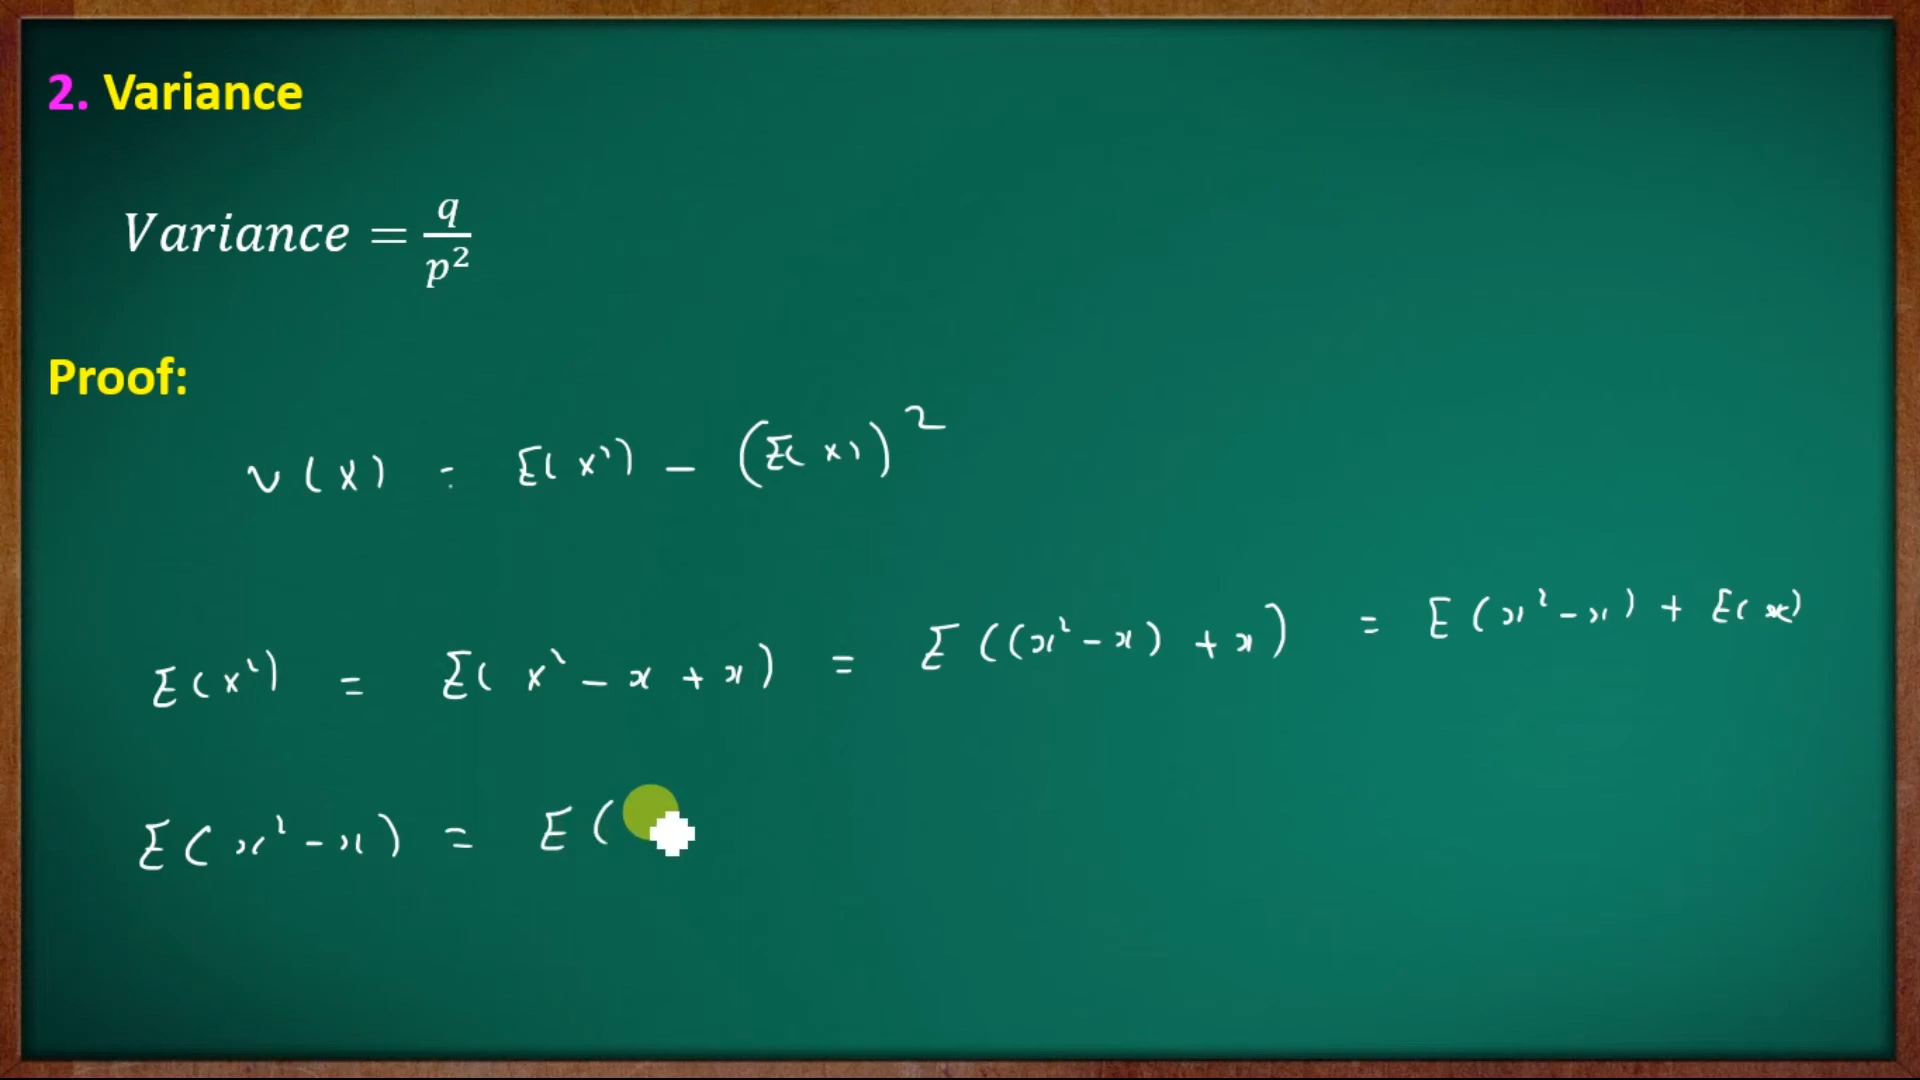 2. Variance
Variance = q/p²
Proof:
V(X) = E(X²) - (E(X))²
E(X²) = E(x² - x + x) = E((x² - x) + x) = E(x² - x) + E(x)
E(x² - x) = E(